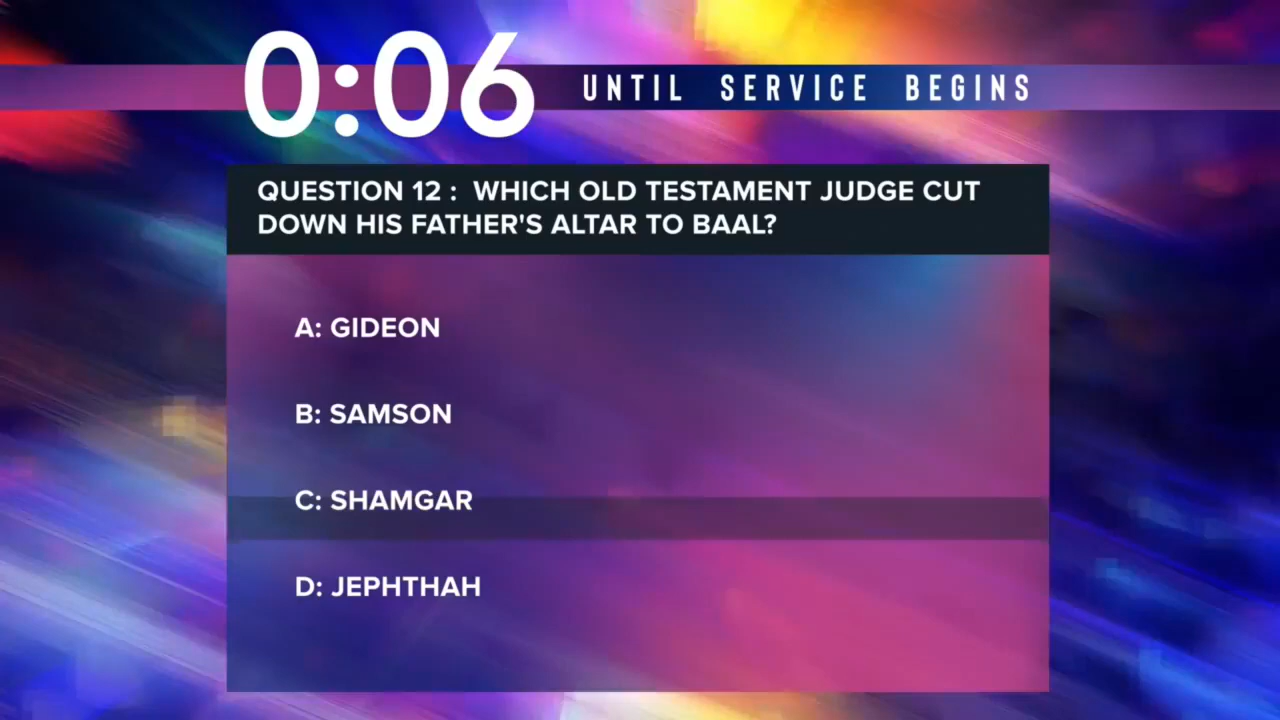 0:06 UNTIL SERVICE BEGINS
QUESTION 12 : WHICH OLD TESTAMENT JUDGE CUT
DOWN HIS FATHER'S ALTAR TO BAAL?
A: GIDEON
B: SAMSON
C: SHAMGAR
D: JEPHTHAH